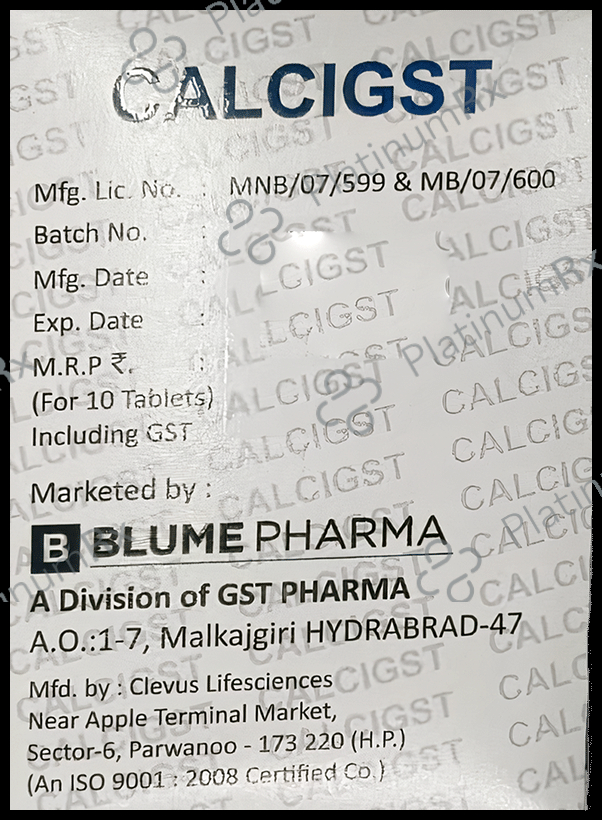 CALCIGST
Mfg. Lic. No. : MNB/07/599 & MB/07/600
Batch No. :
Mfg. Date :
Exp. Date :
M.R.P ₹. :
(For 10 Tablets)
Including GST
Marketed by :
B BLUME PHARMA
A Division of GST PHARMA
A.O.:1-7, Malkajgiri HYDRABRAD-47
Mfd. by : Clevus Lifesciences
Near Apple Terminal Market,
Sector-6, Parwanoo - 173 220 (H.P.)
(An ISO 9001 : 2008 Certified Co.)
PlatinumRx